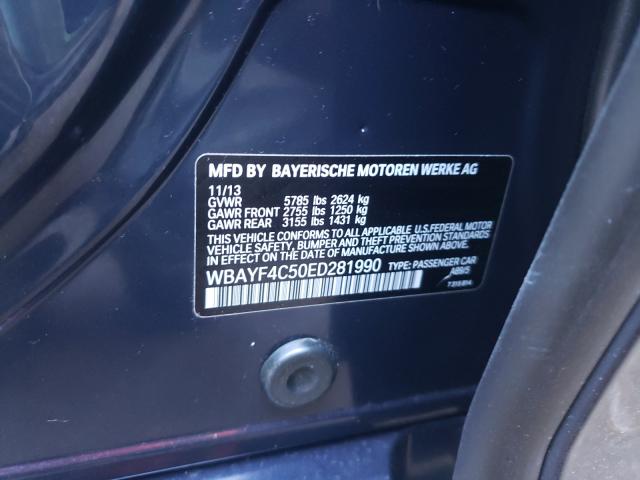 MFD BY BAYERISCHE MOTOREN WERKE AG
11/13
GVWR 5785 lbs 2624 kg
GAWR FRONT 2755 lbs 1250 kg
GAWR REAR 3155 lbs 1431 kg
THIS VEHICLE CONFORMS TO ALL APPLICABLE U.S.FEDERAL MOTOR
VEHICLE SAFETY, BUMPER AND THEFT PREVENTION STANDARDS
IN EFFECT ON THE DATE OF MANUFACTURE SHOWN ABOVE.
WBAYF4C50ED281990 TYPE: PASSENGER CAR
A89/5